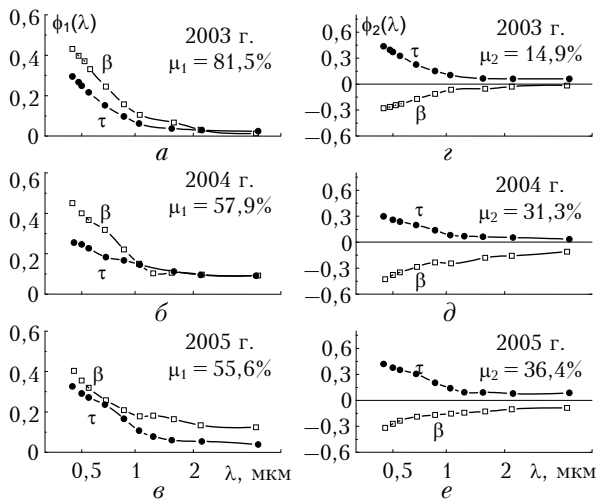 ϕ₁(λ)
0,6
2003 г.
μ₁ = 81,5%
0,4
β
0,2
τ
0
а
ϕ₂(λ)
0,6
2003 г.
μ₂ = 14,9%
0,3
τ
0
−0,3
β
−0,6
г
0,6
2004 г.
μ₁ = 57,9%
0,4
β
0,2
τ
0
б
0,6
2004 г.
μ₂ = 31,3%
0,3
τ
0
−0,3
β
−0,6
д
0,6
2005 г.
μ₁ = 55,6%
0,4
β
0,2
τ
0
0,5 1 2 λ, мкм
в
0,6
2005 г.
μ₂ = 36,4%
0,3
τ
0
−0,3
β
−0,6
0,5 1 2 λ, мкм
е